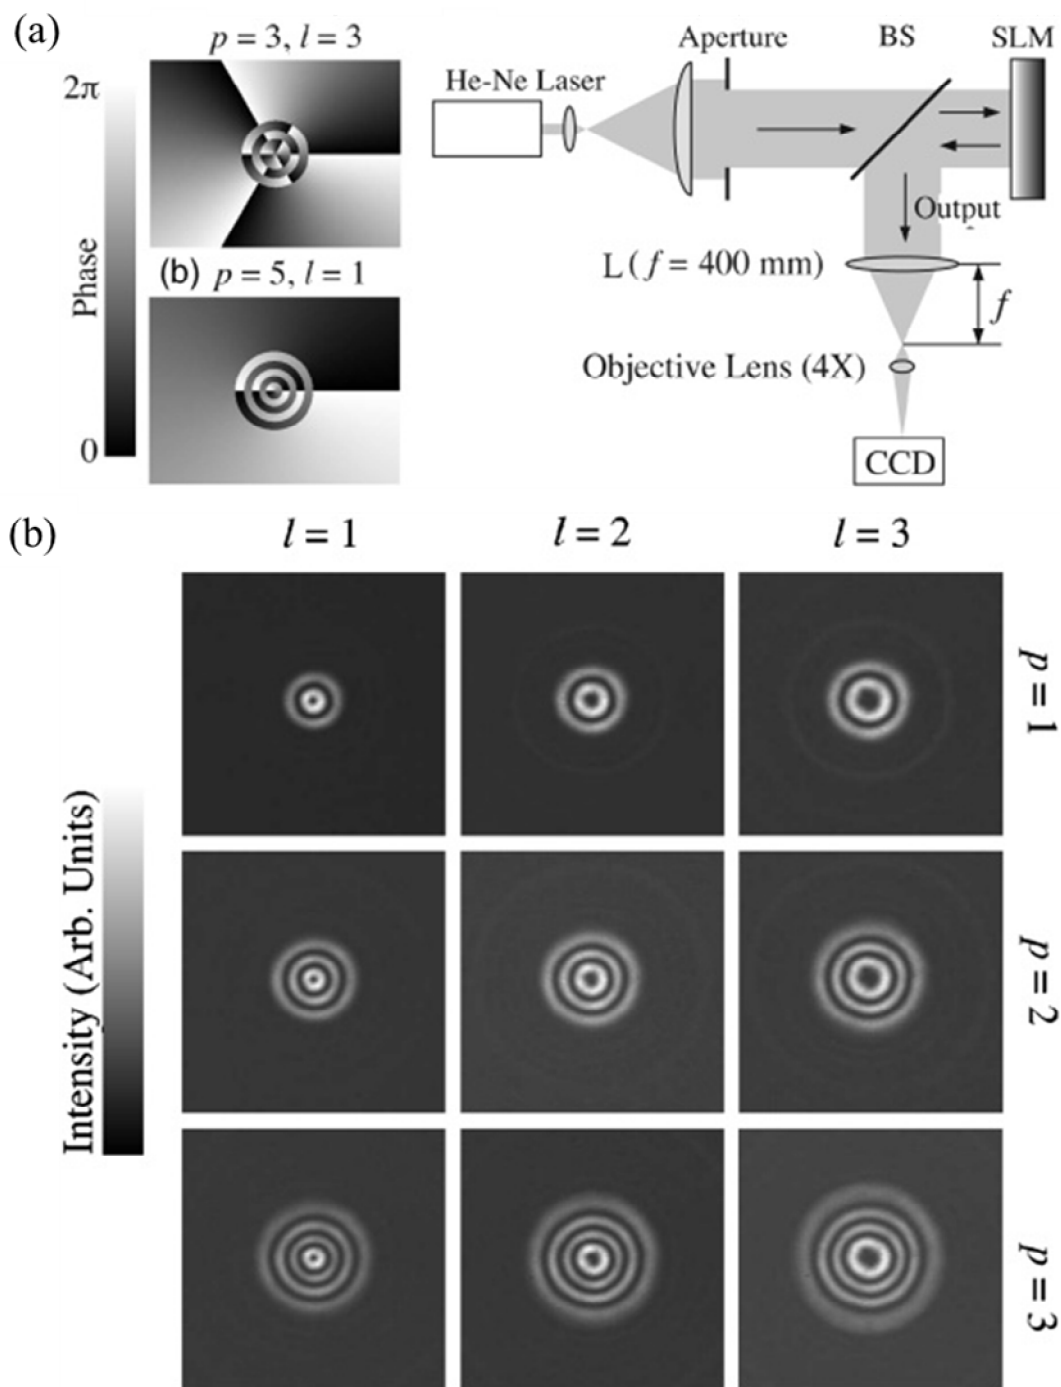 (a)
p = 3, l = 3
2π
Phase
0
(b) p = 5, l = 1
He-Ne Laser
Aperture
BS
SLM
Output
L (f = 400 mm)
f
Objective Lens (4X)
CCD
(b)
l = 1
l = 2
l = 3
Intensity (Arb. Units)
p = 1
p = 2
p = 3